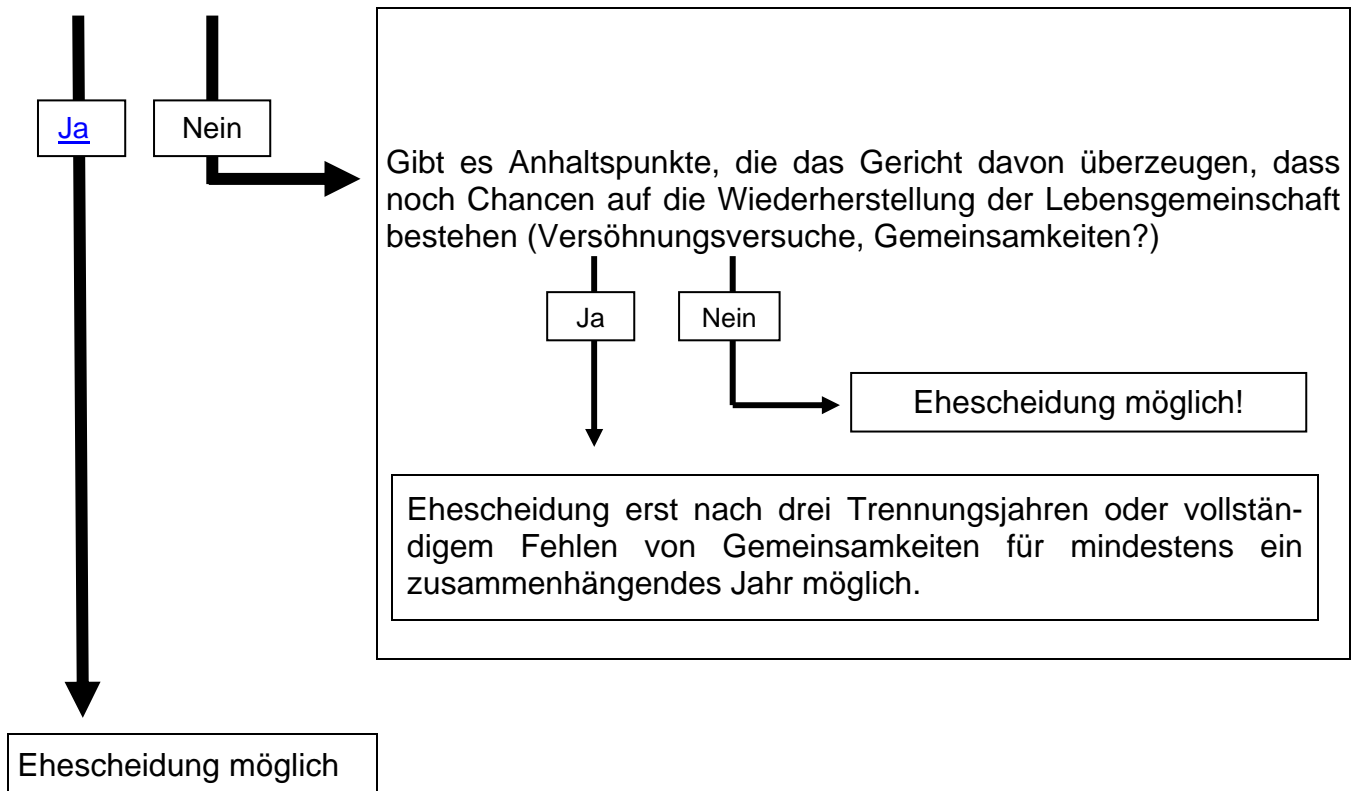 Ja
Nein
Gibt es Anhaltspunkte, die das Gericht davon überzeugen, dass
noch Chancen auf die Wiederherstellung der Lebensgemeinschaft
bestehen (Versöhnungsversuche, Gemeinsamkeiten?)
Ja
Nein
Ehescheidung möglich!
Ehescheidung erst nach drei Trennungsjahren oder vollstän-
digem Fehlen von Gemeinsamkeiten für mindestens ein
zusammenhängendes Jahr möglich.
Ehescheidung möglich